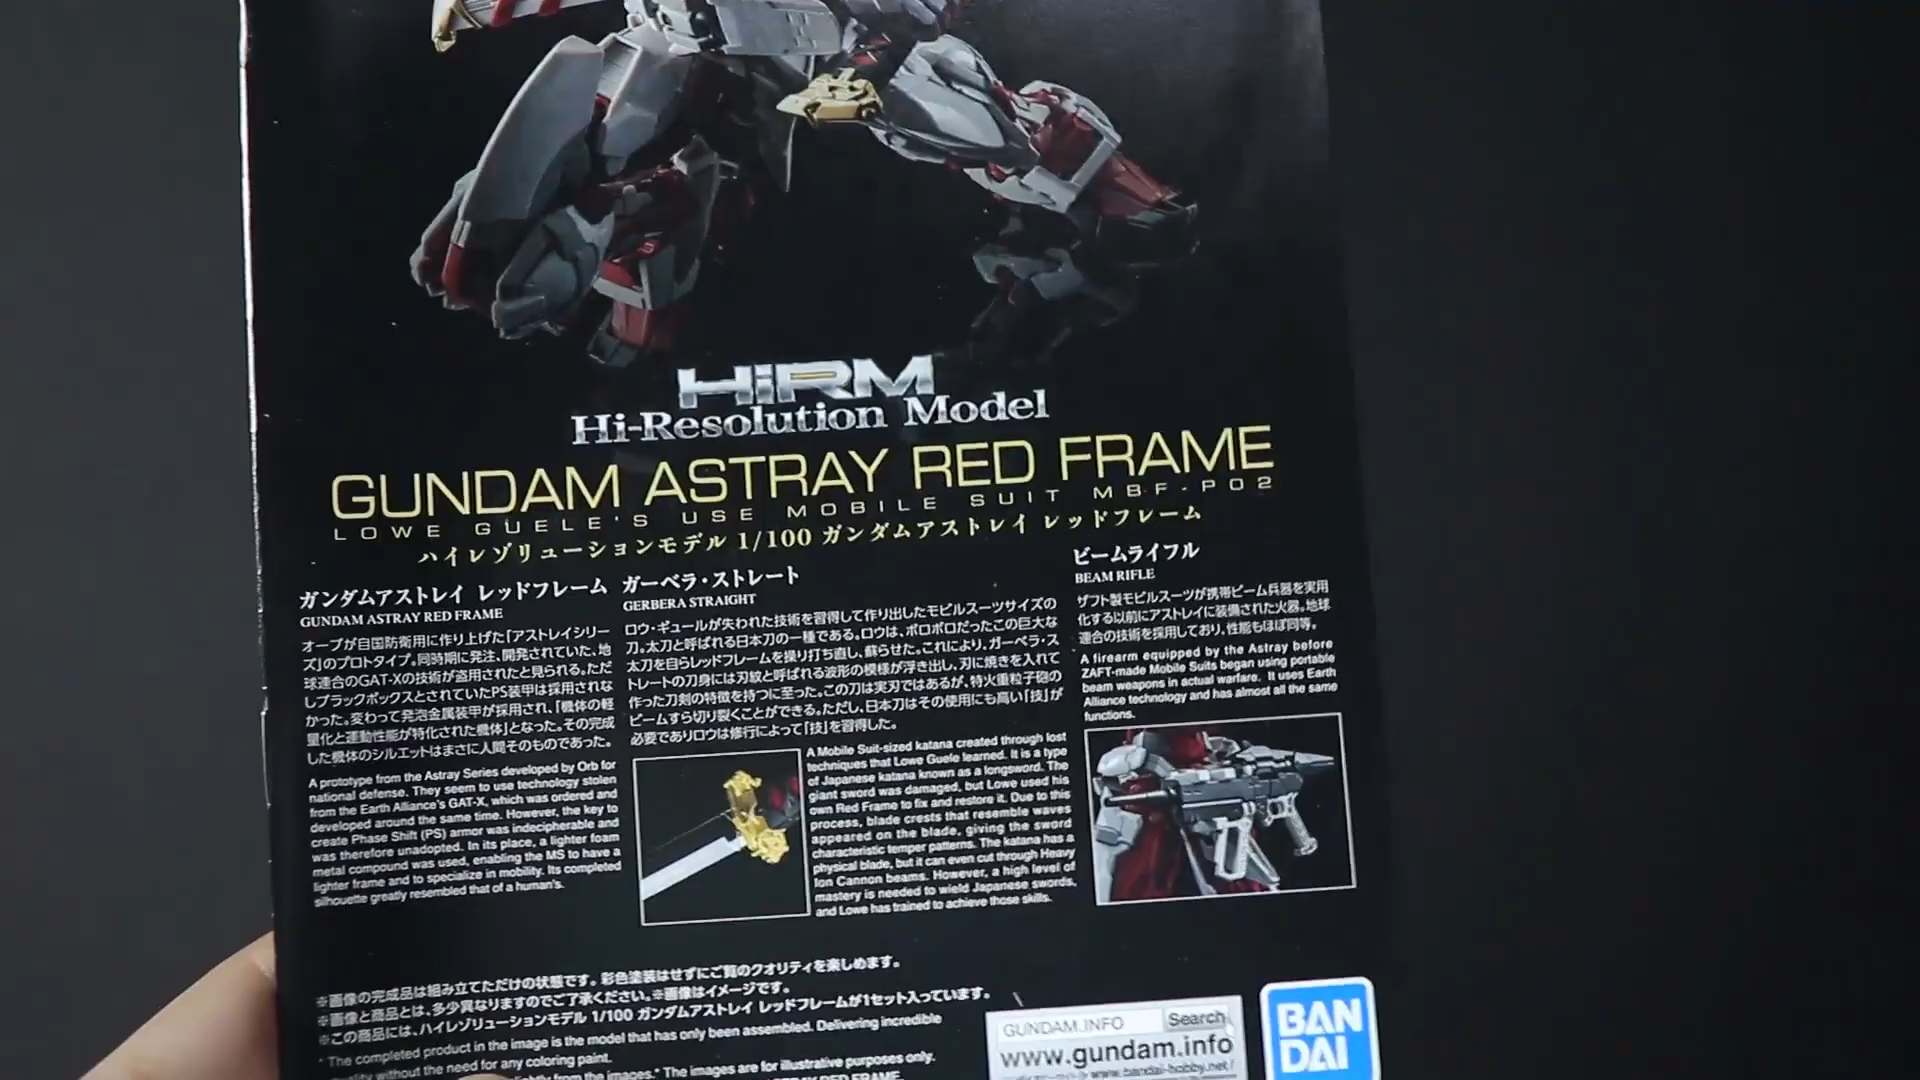 HiRM
Hi-Resolution Model
GUNDAM ASTRAY RED FRAME
LOWE GUELE'S USE MOBILE SUIT MBF-P02
ハイレゾリューションモデル 1/100 ガンダムアストレイ レッドフレーム
ガンダムアストレイ レッドフレーム
GUNDAM ASTRAY RED FRAME
オーブが自国防衛用に作り上げた「アストレイシリー
ズ」のプロトタイプ。同時期に発注、開発されていた、地
球連合のGAT-Xの技術が盗用されたと見られる。ただ
しブラックボックスとされていたPS装甲は採用されな
かった。変わって発泡金属装甲が採用され、「機体の軽
量化と運動性能が特化された機体」となった。その完成
した機体のシルエットはまさに人間そのものであった。
A prototype from the Astray Series developed by Orb for
national defense. They seem to use technology stolen
from the Earth Alliance's GAT-X, which was ordered and
developed around the same time. However, the key to
create Phase Shift (PS) armor was indecipherable and
was therefore unadopted. In its place, a lighter foam
metal compound was used, enabling the MS to have a
lighter frame and to specialize in mobility. Its completed
silhouette greatly resembled that of a human's.
ガーベラ・ストレート
GERBERA STRAIGHT
ロウ・ギュールが失われた技術を習得して作り出したモビルスーツサイズの
刀。太刀と呼ばれる日本刀の一種である。ロウは、ボロボロだったこの巨大な
太刀を自らレッドフレームを操り打ち直し、蘇らせた。これにより、ガーベラ・ス
トレートの刀身には刃紋と呼ばれる波形の模様が浮き出し、刃に焼きを入れて
作った刀剣の特徴を持つに至った。この刀は実刃ではあるが、特火重粒子砲の
ビームすら切り裂くことができる。ただし、日本刀はその使用にも高い「技」が
必要でありロウは修行によって「技」を習得した。
A Mobile Suit-sized katana created through lost
techniques that Lowe Guele learned. It is a type
of Japanese katana known as a longsword. The
giant sword was damaged, but Lowe used his
own Red Frame to fix and restore it. Due to this
process, blade crests that resemble waves
appeared on the blade, giving the sword
characteristic temper patterns. The katana has a
physical blade, but it can even cut through Heavy
Ion Cannon beams. However, a high level of
mastery is needed to wield Japanese swords,
and Lowe has trained to achieve those skills.
ビームライフル
BEAM RIFLE
ザフト製モビルスーツが携帯ビーム兵器を実用
化する以前にアストレイに装備された火器。地球
連合の技術を採用しており、性能もほぼ同等。
A firearm equipped by the Astray before
ZAFT-made Mobile Suits began using portable
beam weapons in actual warfare. It uses Earth
Alliance technology and has almost all the same
functions.
※画像の完成品は組み立てただけの状態です。彩色塗装はせずにご覧のクオリティを楽しめます。
※画像と商品とは、多少異なりますのでご了承ください。※画像はイメージです。
※この商品には、ハイレゾリューションモデル 1/100 ガンダムアストレイ レッドフレームが1セット入っています。
* The completed product in the image is the model that has only been assembled. Delivering incredible
quality without the need for any coloring paint.
slightly from the images. * The images are for illustrative purposes only.
ASTRAY RED FRAME.
GUNDAM.INFO Search
www.gundam.info
www.bandai-hobby.net/
BAN
DAI